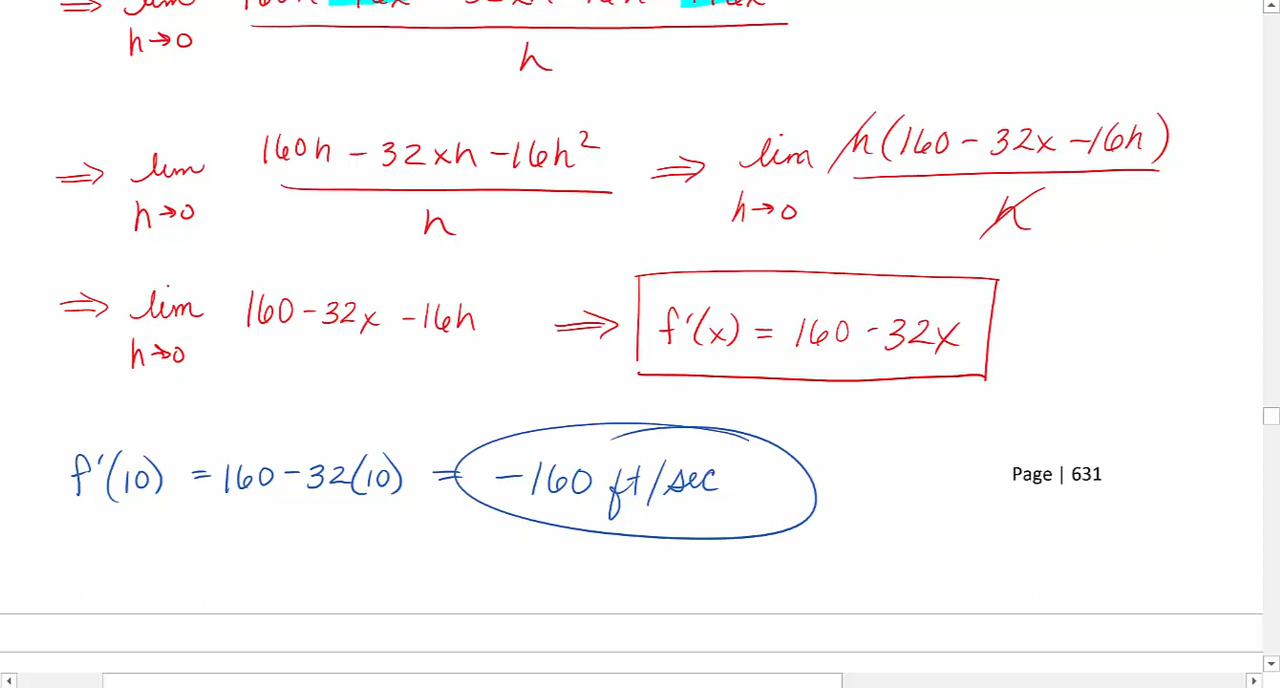 h→0
h
⇒ lim h→0 160h - 32xh - 16h² / h ⇒ lim h→0 h(160 - 32x - 16h) / h
⇒ lim h→0 160 - 32x - 16h ⇒ f'(x) = 160 - 32x
f'(10) = 160 - 32(10) = -160 ft/sec
Page | 631